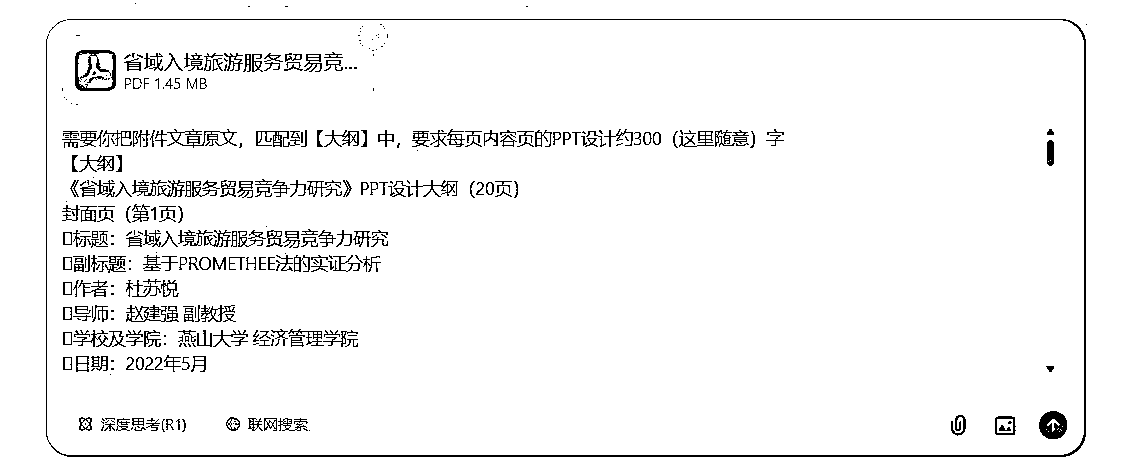 省域入境旅游服务贸易竞...
PDF 1.45 MB
需要你把附件文章原文，匹配到【大纲】中，要求每页内容页的PPT设计约300（这里随意）字
【大纲】
《省域入境旅游服务贸易竞争力研究》PPT设计大纲（20页）
封面页（第1页）
▯标题：省域入境旅游服务贸易竞争力研究
▯副标题：基于PROMETHEE法的实证分析
▯作者：杜苏悦
▯导师：赵建强 副教授
▯学校及学院：燕山大学 经济管理学院
▯日期：2022年5月
深度思考(R1) 联网搜索